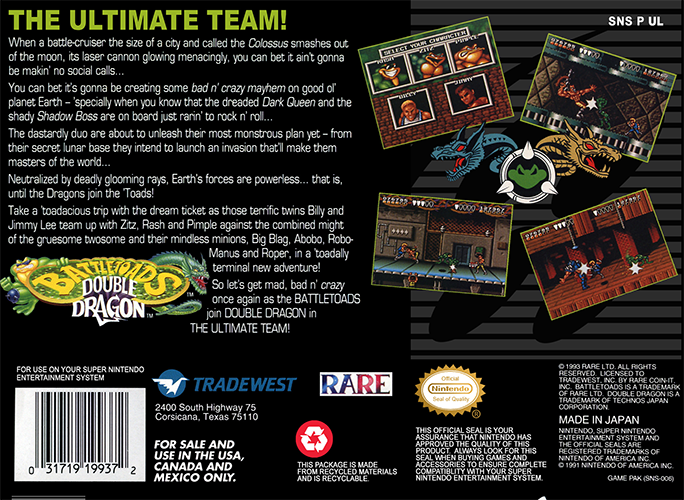 THE ULTIMATE TEAM!
When a battle-cruiser the size of a city and called the Colossus smashes out
of the moon, its laser cannon glowing menacingly, you can bet it ain't gonna
be makin' no social calls...
You can bet it's gonna be creating some bad n' crazy mayhem on good ol'
planet Earth – 'specially when you know that the dreaded Dark Queen and the
shady Shadow Boss are on board just rarin' to rock n' roll...
The dastardly duo are about to unleash their most monstrous plan yet – from
their secret lunar base they intend to launch an invasion that'll make them
masters of the world...
Neutralized by deadly glooming rays, Earth's forces are powerless... that is,
until the Dragons join the 'Toads!
Take a 'toadacious trip with the dream ticket as those terrific twins Billy and
Jimmy Lee team up with Zitz, Rash and Pimple against the combined might
of the gruesome twosome and their mindless minions, Big Blag, Abobo, Robo-
Manus and Roper, in a 'toadally
terminal new adventure!
So let's get mad, bad n' crazy
once again as the BATTLETOADS
join DOUBLE DRAGON in
THE ULTIMATE TEAM!
BATTLETOADS
DOUBLE
DRAGON™
SNS P UL
SELECT YOUR CHARACTER
RASH
ZITZ
PIMPLE
BILLY
JIMMY
FOR USE ON YOUR SUPER NINTENDO
ENTERTAINMENT SYSTEM
0 31719 19937 2
TRADEWEST
2400 South Highway 75
Corsicana, Texas 75110
FOR SALE AND
USE IN THE USA,
CANADA AND
MEXICO ONLY.
RARE
THIS PACKAGE IS MADE
FROM RECYCLED MATERIALS
AND IS RECYCLABLE.
Official
Nintendo
Seal of Quality
®
THIS OFFICIAL SEAL IS YOUR
ASSURANCE THAT NINTENDO HAS
APPROVED THE QUALITY OF THIS
PRODUCT. ALWAYS LOOK FOR THIS
SEAL WHEN BUYING GAMES AND
ACCESSORIES TO ENSURE COMPLETE
COMPATIBLITY WITH YOUR SUPER
NINTENDO ENTERTAINMENT SYSTEM.
© 1993 RARE LTD. ALL RIGHTS
RESERVED. LICENSED TO
TRADEWEST, INC. BY RARE COIN-IT,
INC. BATTLETOADS IS A TRADEMARK
OF RARE LTD. DOUBLE DRAGON IS A
TRADEMARK OF TECHNOS JAPAN
CORPORATION.
MADE IN JAPAN
NINTENDO, SUPER NINTENDO
ENTERTAINMENT SYSTEM AND
THE OFFICIAL SEALS ARE
REGISTERED TRADEMARKS OF
NINTENDO OF AMERICA INC.
© 1991 NINTENDO OF AMERICA INC.
GAME PAK (SNS-006)